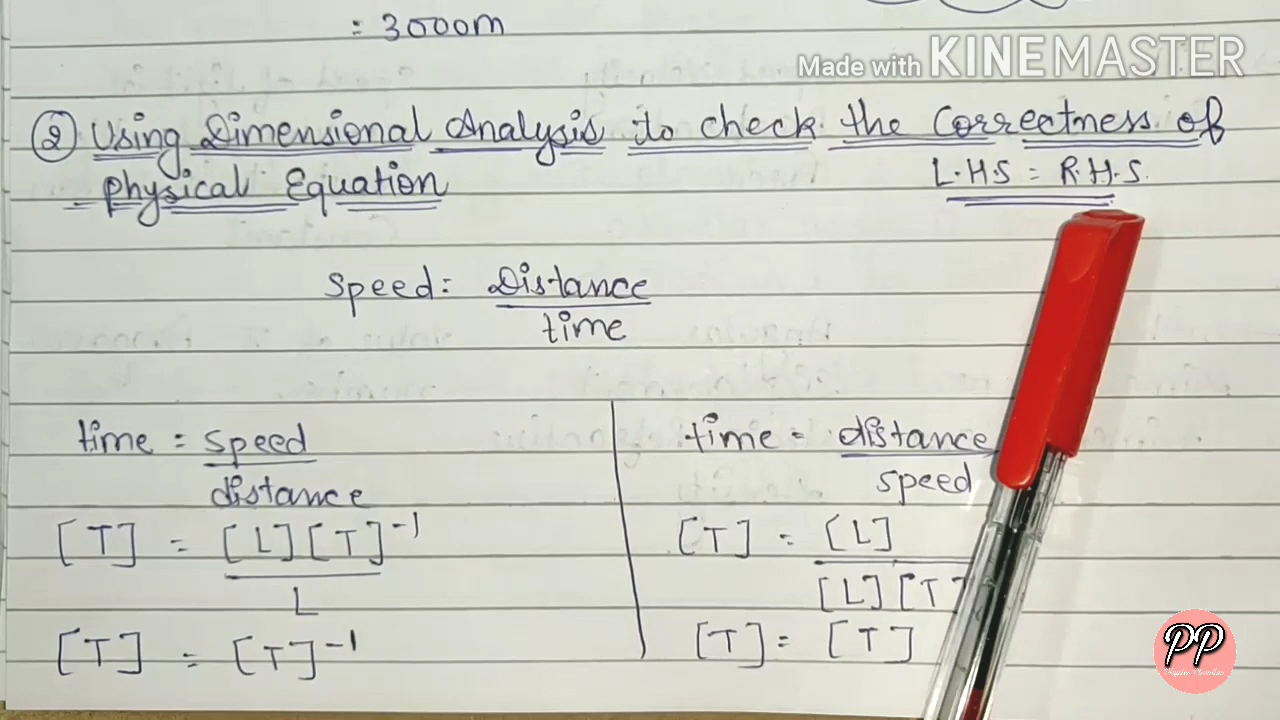 = 3000m
Made with KINEMASTER
② Using Dimensional Analysis to check the Correctness of
physical Equation
L.H.S = R.H.S.
Speed = Distance
time
time = speed
distance
[T] = [L][T]⁻¹
L
[T] = [T]⁻¹
time = distance
speed
[T] = [L]
[L][T]
[T] = [T]
PP